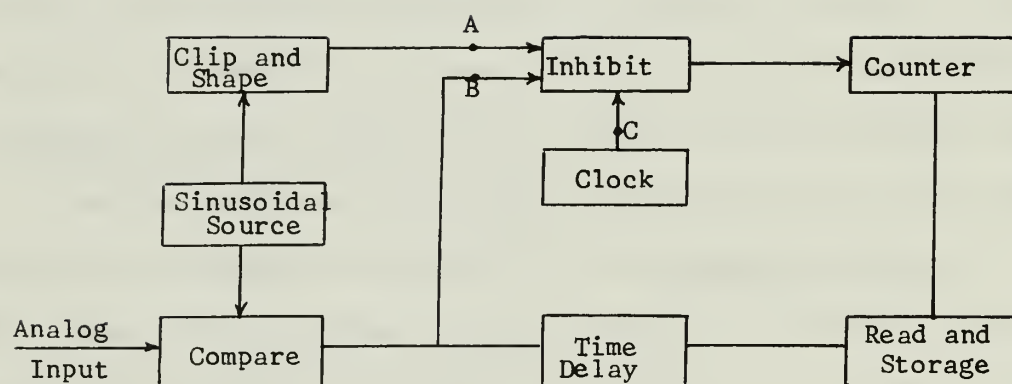 A
Clip and
Shape
Inhibit
Counter
B
C
Clock
Sinusoidal
Source
Analog
Input
Compare
Time
Delay
Read and
Storage